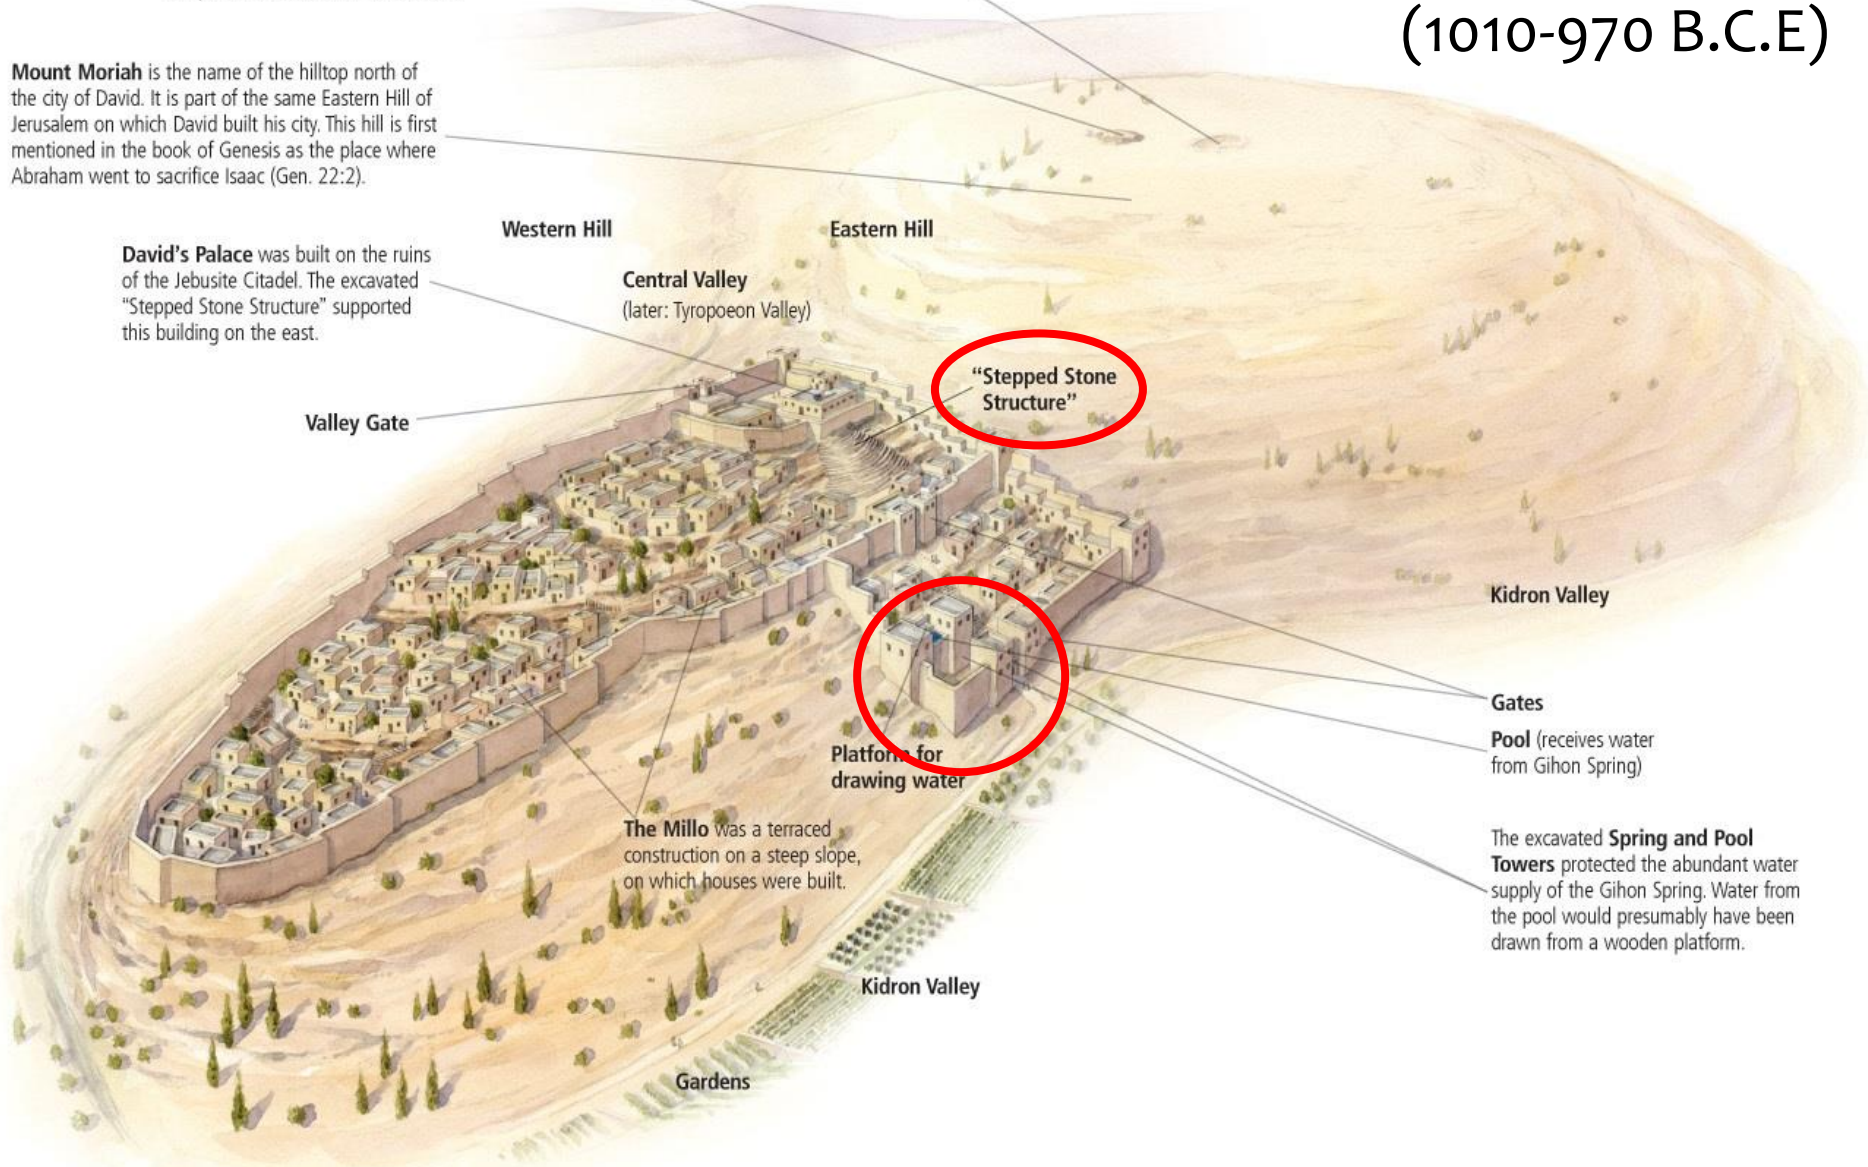 (1010-970 B.C.E)
Mount Moriah is the name of the hilltop north of
the city of David. It is part of the same Eastern Hill of
Jerusalem on which David built his city. This hill is first
mentioned in the book of Genesis as the place where
Abraham went to sacrifice Isaac (Gen. 22:2).
Western Hill
Eastern Hill
David's Palace was built on the ruins
of the Jebusite Citadel. The excavated
“Stepped Stone Structure” supported
this building on the east.
Central Valley
(later: Tyropoeon Valley)
“Stepped Stone
Structure”
Valley Gate
Kidron Valley
Gates
Pool (receives water
from Gihon Spring)
Platform for
drawing water
The Millo was a terraced
construction on a steep slope,
on which houses were built.
The excavated Spring and Pool
Towers protected the abundant water
supply of the Gihon Spring. Water from
the pool would presumably have been
drawn from a wooden platform.
Kidron Valley
Gardens